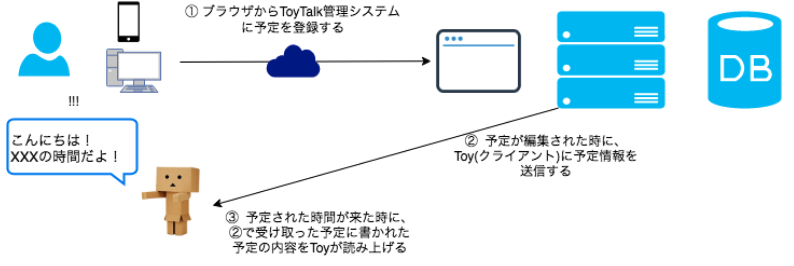 ① ブラウザからToyTalk管理システム
に予定を登録する
!!!
こんにちは！
XXXの時間だよ！
DB
② 予定が編集された時に、
Toy(クライアント)に予定情報を
送信する
③ 予定された時間が来た時に、
②で受け取った予定に書かれた
予定の内容をToyが読み上げる